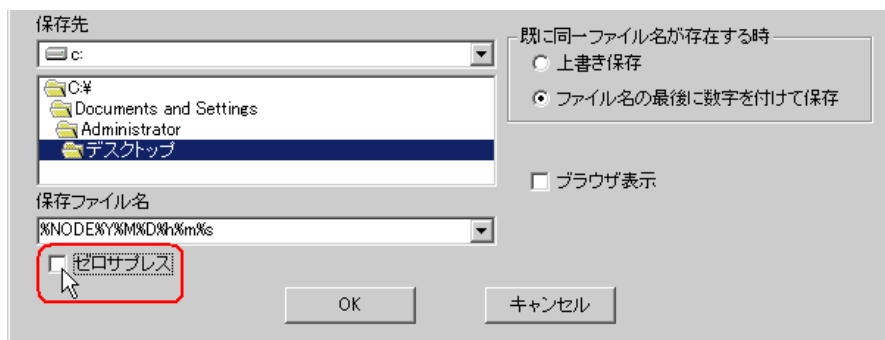 保存先
c:
C:¥
Documents and Settings
Administrator
デスクトップ
保存ファイル名
%NODE%Y%M%D%h%m%s
ゼロサプレス
既に同一ファイル名が存在する時
上書き保存
ファイル名の最後に数字を付けて保存
ブラウザ表示
OK
キャンセル